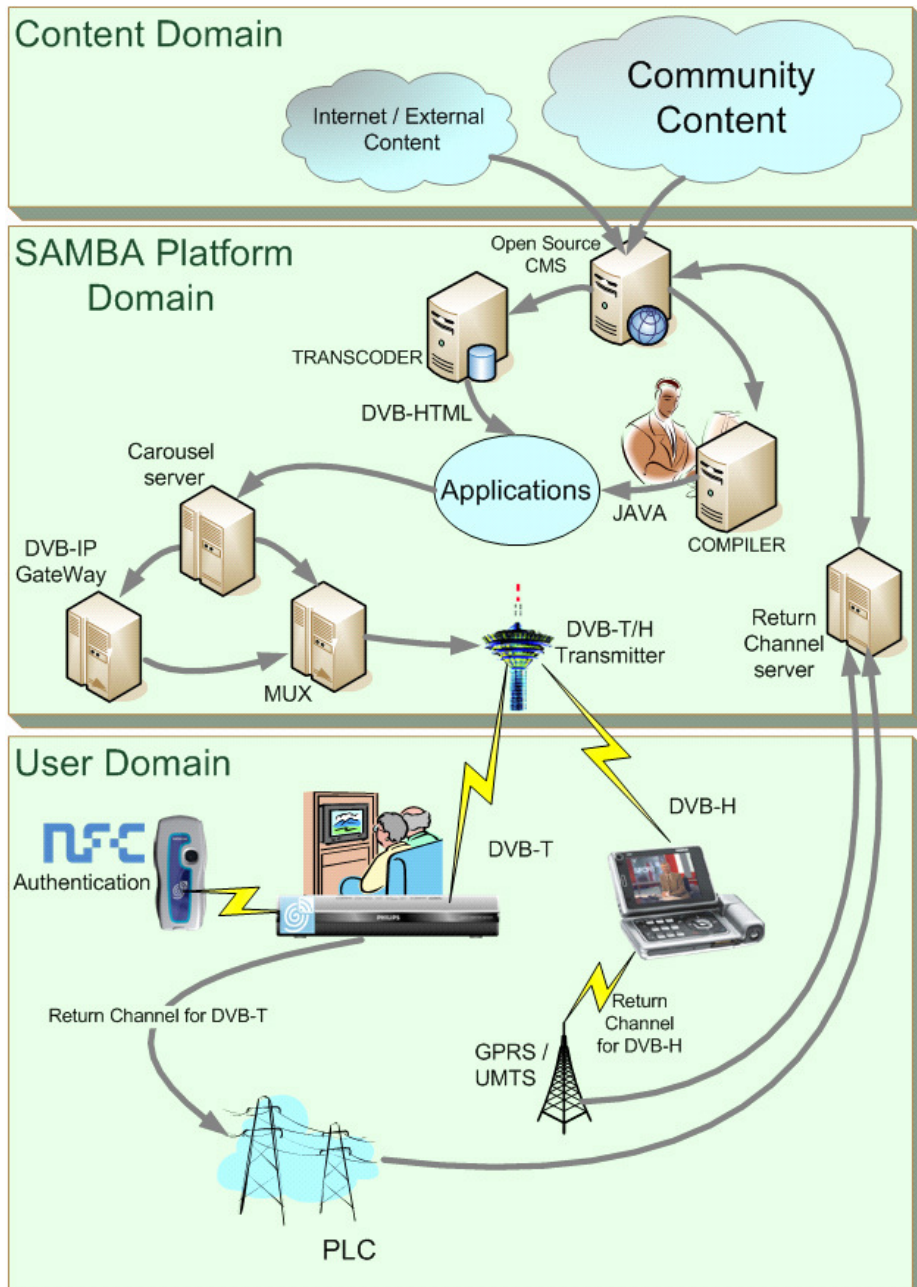 Content Domain
Internet / External
Content
Community
Content
SAMBA Platform
Domain
Open Source
CMS
TRANSCODER
DVB-HTML
Carousel
server
Applications
JAVA
COMPILER
DVB-IP
GateWay
MUX
DVB-T/H
Transmitter
Return
Channel
server
User Domain
NFC
Authentication
DVB-T
DVB-H
PHILIPS
Return Channel for DVB-T
GPRS /
UMTS
Return
Channel
for DVB-H
PLC